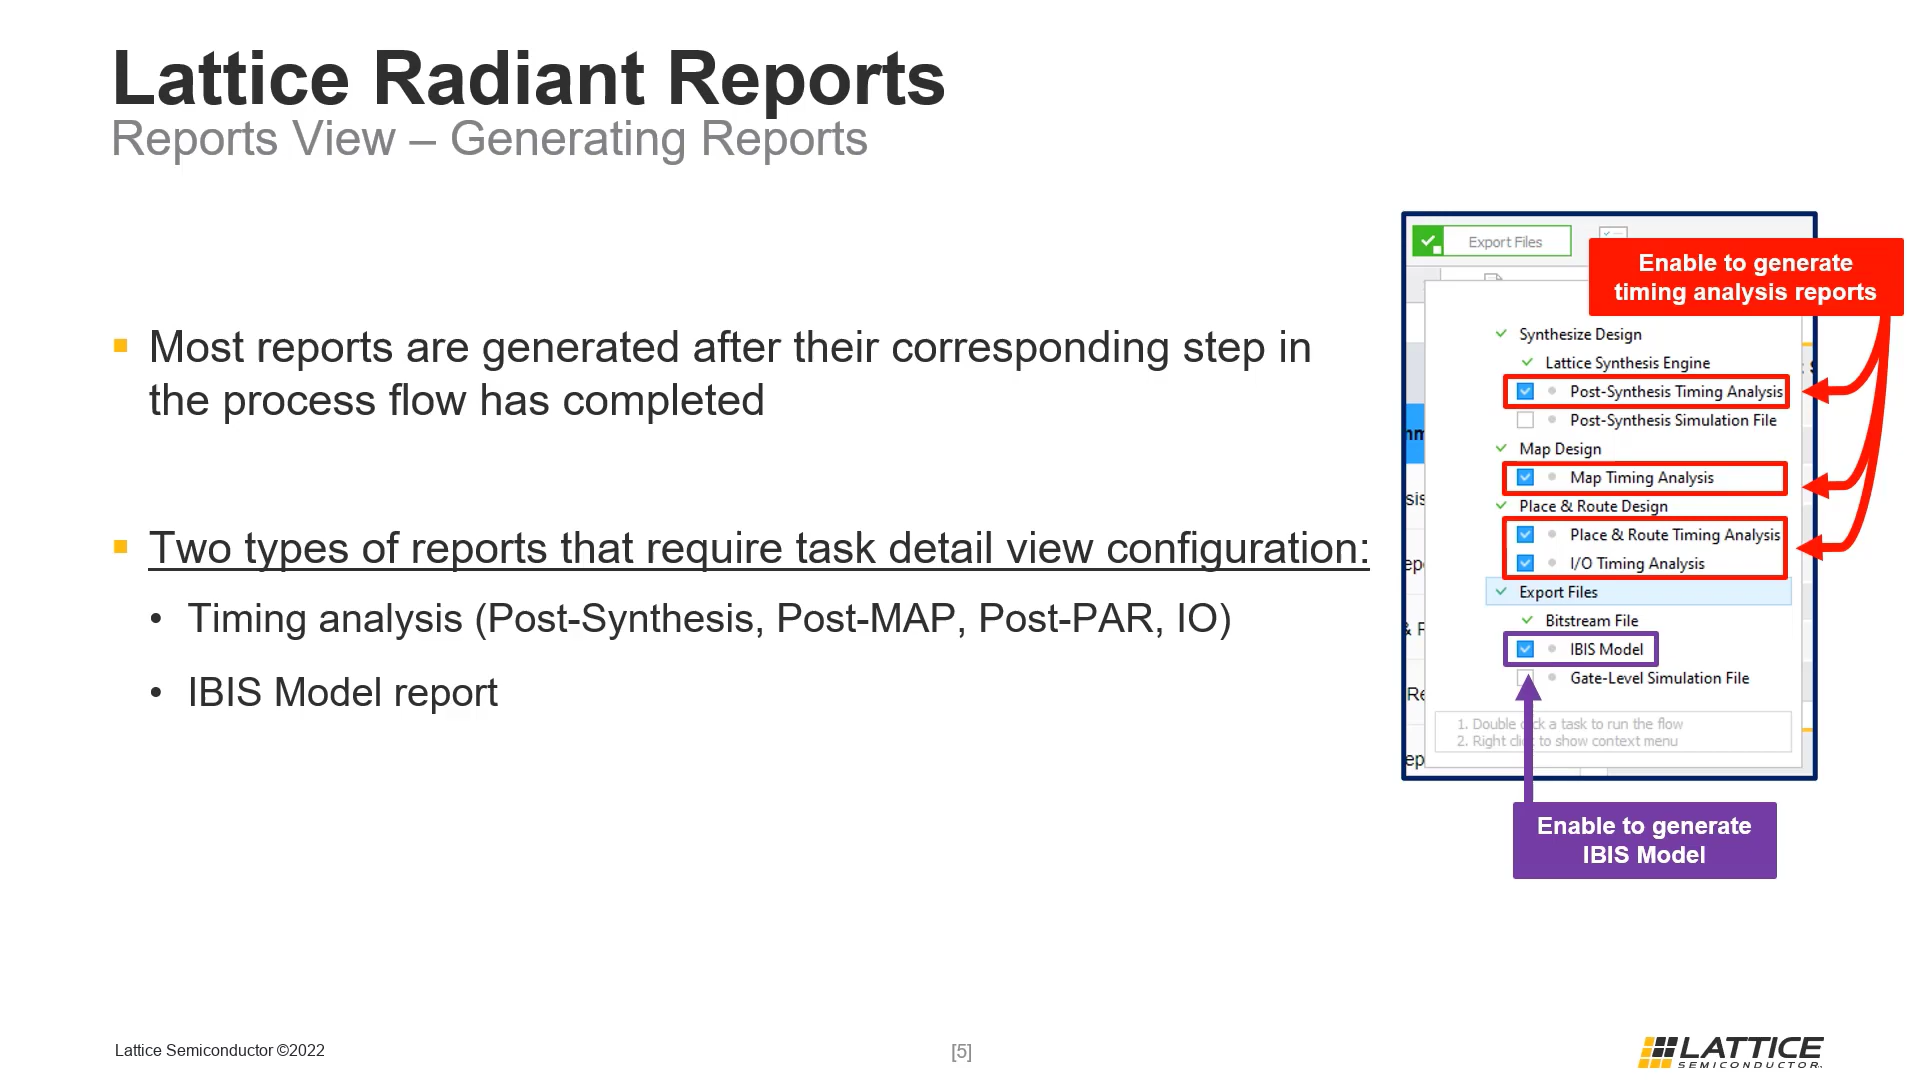 Lattice Radiant Reports
Reports View – Generating Reports
Most reports are generated after their corresponding step in
the process flow has completed
Two types of reports that require task detail view configuration:
• Timing analysis (Post-Synthesis, Post-MAP, Post-PAR, IO)
• IBIS Model report
Export Files
Enable to generate
timing analysis reports
Synthesize Design
Lattice Synthesis Engine
Post-Synthesis Timing Analysis
Post-Synthesis Simulation File
Map Design
Map Timing Analysis
Place & Route Design
Place & Route Timing Analysis
I/O Timing Analysis
Export Files
Bitstream File
IBIS Model
Gate-Level Simulation File
1. Double click a task to run the flow
2. Right click to show context menu
Enable to generate
IBIS Model
Lattice Semiconductor ©2022
[5]
LATTICE
SEMICONDUCTOR